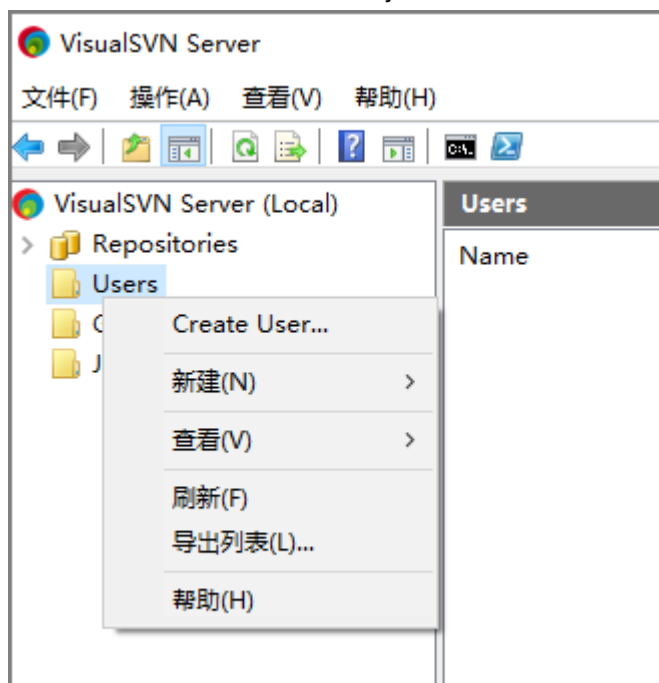 VisualSVN Server
文件(F) 操作(A) 查看(V) 帮助(H)
VisualSVN Server (Local)
Users
Repositories
Name
Users
Create User...
新建(N)
查看(V)
刷新(F)
导出列表(L)...
帮助(H)